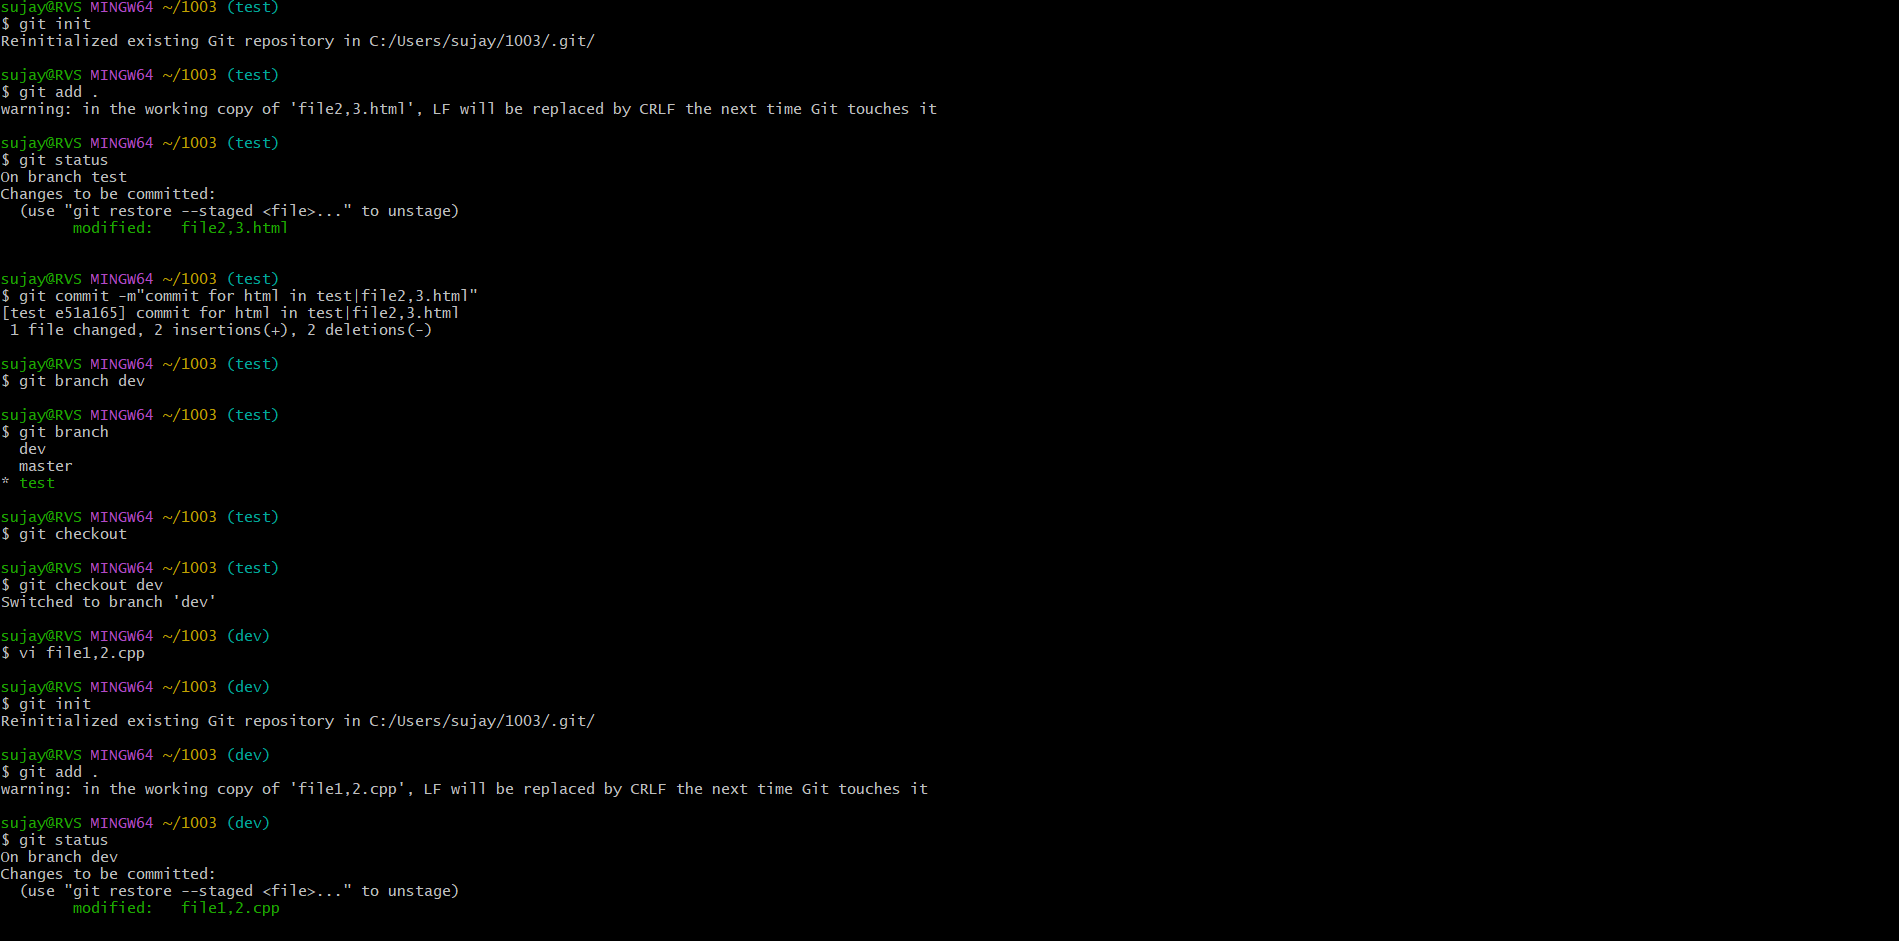 sujay@RVS MINGW64 ~/1003 (test)
$ git init
Reinitialized existing Git repository in C:/Users/sujay/1003/.git/
sujay@RVS MINGW64 ~/1003 (test)
$ git add .
warning: in the working copy of 'file2,3.html', LF will be replaced by CRLF the next time Git touches it
sujay@RVS MINGW64 ~/1003 (test)
$ git status
On branch test
Changes to be committed:
  (use "git restore --staged <file>..." to unstage)
        modified:   file2,3.html
sujay@RVS MINGW64 ~/1003 (test)
$ git commit -m"commit for html in test|file2,3.html"
[test e51a165] commit for html in test|file2,3.html
 1 file changed, 2 insertions(+), 2 deletions(-)
sujay@RVS MINGW64 ~/1003 (test)
$ git branch dev
sujay@RVS MINGW64 ~/1003 (test)
$ git branch
  dev
  master
* test
sujay@RVS MINGW64 ~/1003 (test)
$ git checkout
sujay@RVS MINGW64 ~/1003 (test)
$ git checkout dev
Switched to branch 'dev'
sujay@RVS MINGW64 ~/1003 (dev)
$ vi file1,2.cpp
sujay@RVS MINGW64 ~/1003 (dev)
$ git init
Reinitialized existing Git repository in C:/Users/sujay/1003/.git/
sujay@RVS MINGW64 ~/1003 (dev)
$ git add .
warning: in the working copy of 'file1,2.cpp', LF will be replaced by CRLF the next time Git touches it
sujay@RVS MINGW64 ~/1003 (dev)
$ git status
On branch dev
Changes to be committed:
  (use "git restore --staged <file>..." to unstage)
        modified:   file1,2.cpp